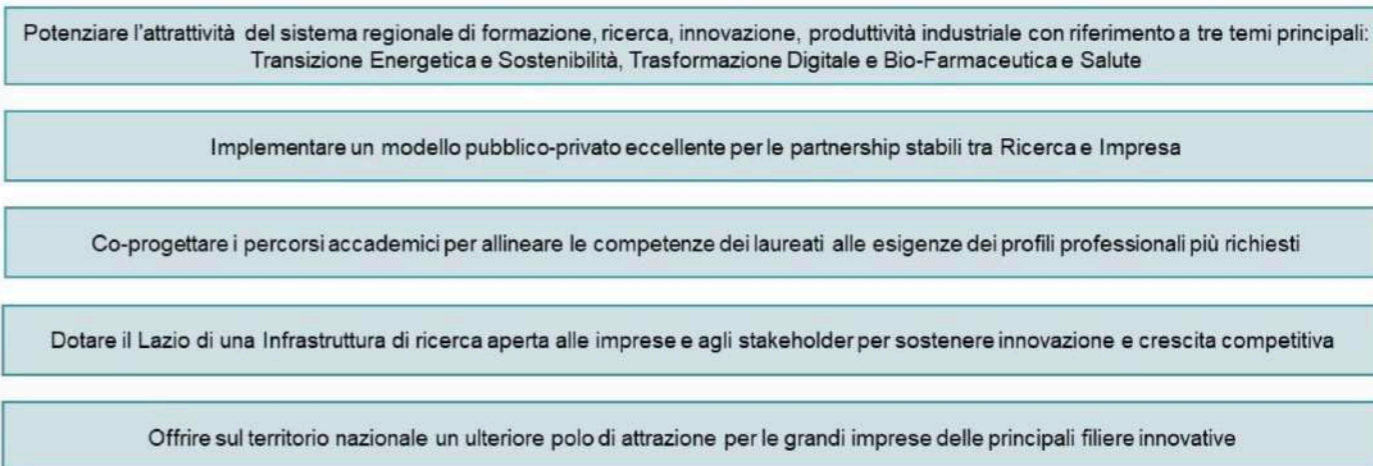 Potenziare l'attrattività del sistema regionale di formazione, ricerca, innovazione, produttività industriale con riferimento a tre temi principali:
Transizione Energetica e Sostenibilità, Trasformazione Digitale e Bio-Farmaceutica e Salute
Implementare un modello pubblico-privato eccellente per le partnership stabili tra Ricerca e Impresa
Co-progettare i percorsi accademici per allineare le competenze dei laureati alle esigenze dei profili professionali più richiesti
Dotare il Lazio di una Infrastruttura di ricerca aperta alle imprese e agli stakeholder per sostenere innovazione e crescita competitiva
Offrire sul territorio nazionale un ulteriore polo di attrazione per le grandi imprese delle principali filiere innovative